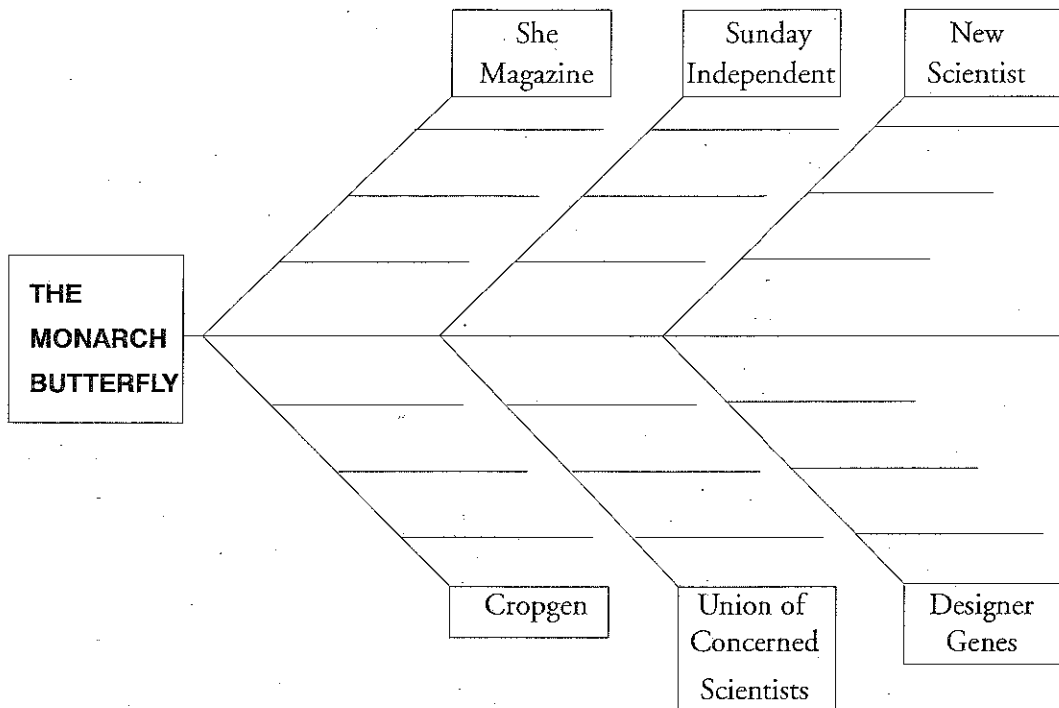 She
Magazine
Sunday
Independent
New
Scientist
THE
MONARCH
BUTTERFLY
Cropgen
Union of
Concerned
Scientists
Designer
Genes